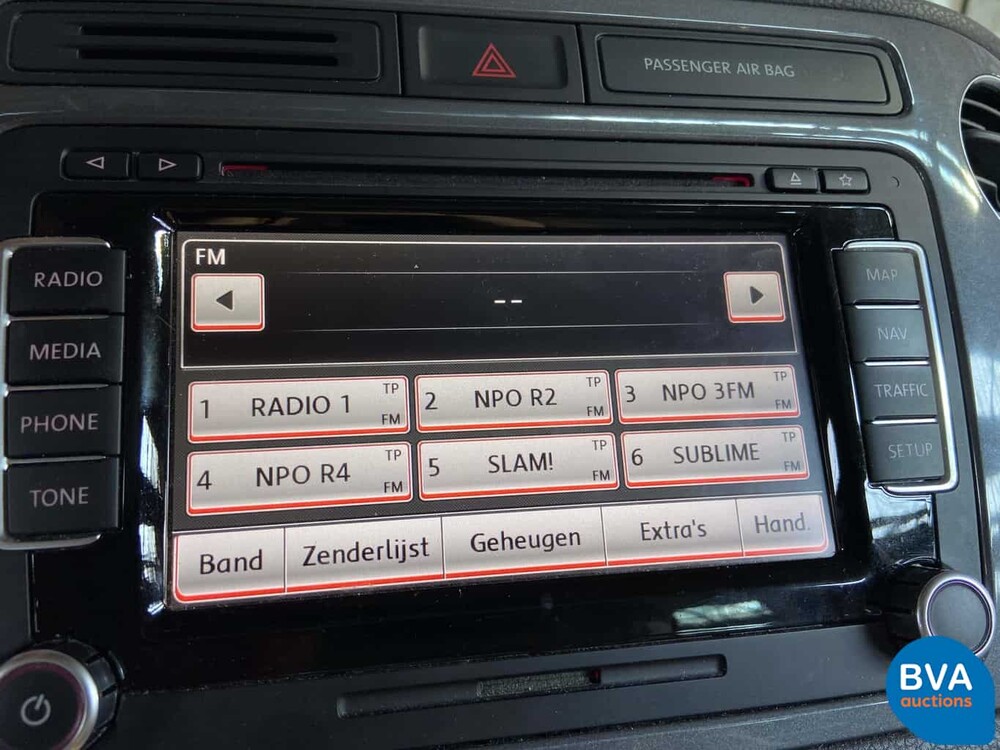 PASSENGER AIR BAG
RADIO
MEDIA
PHONE
TONE
FM
--
1 RADIO 1 TP FM
2 NPO R2 TP FM
3 NPO 3FM TP FM
4 NPO R4 TP FM
5 SLAM! TP FM
6 SUBLIME TP FM
Band Zenderlijst Geheugen Extra's Hand.
MAP
NAV
TRAFFIC
SETUP
BVA
auctions